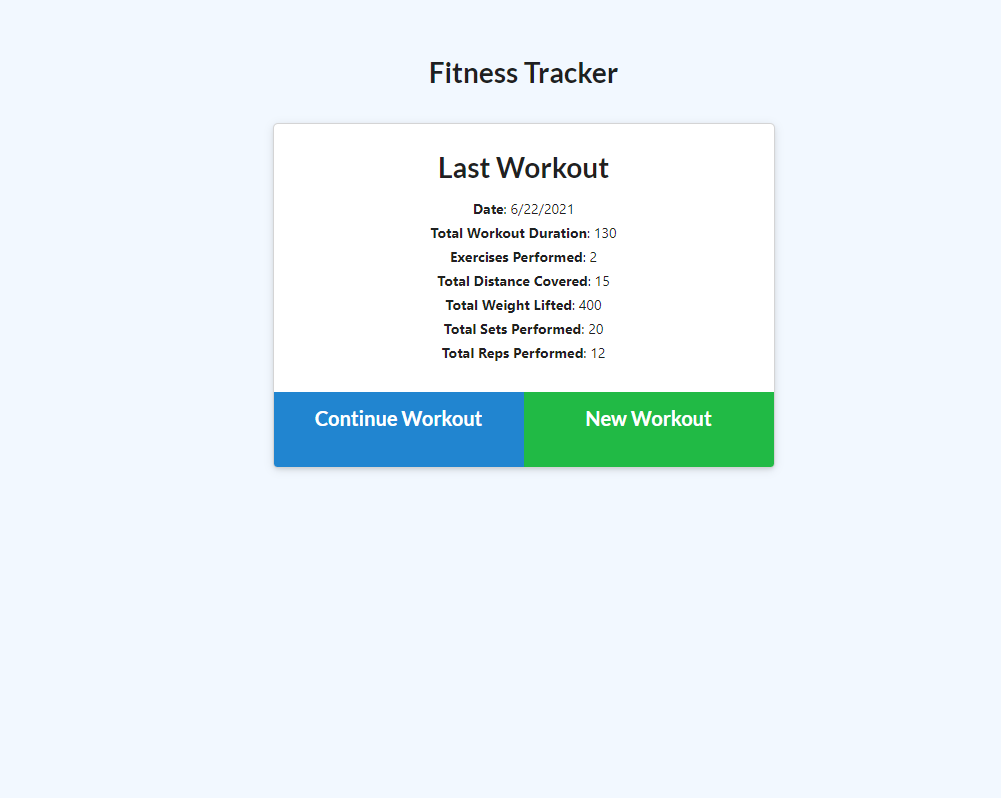 Fitness Tracker
Last Workout
Date: 6/22/2021
Total Workout Duration: 130
Exercises Performed: 2
Total Distance Covered: 15
Total Weight Lifted: 400
Total Sets Performed: 20
Total Reps Performed: 12
Continue Workout
New Workout